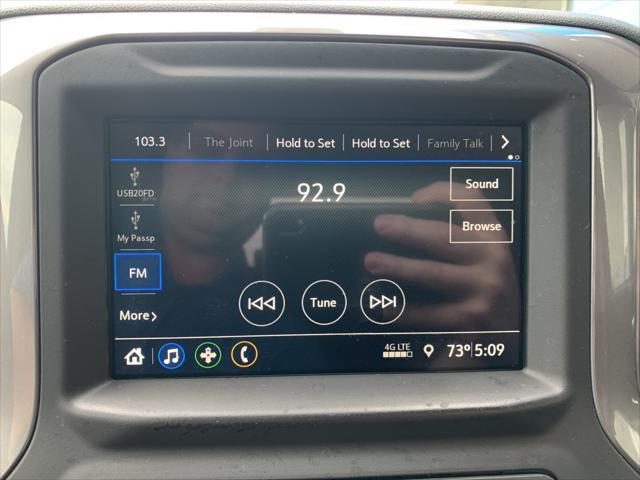 103.3 The Joint Hold to Set Hold to Set Family Talk
USB20FD
92.9
Sound
My Passp
Browse
FM
Tune
More
4G LTE 73° 5:09